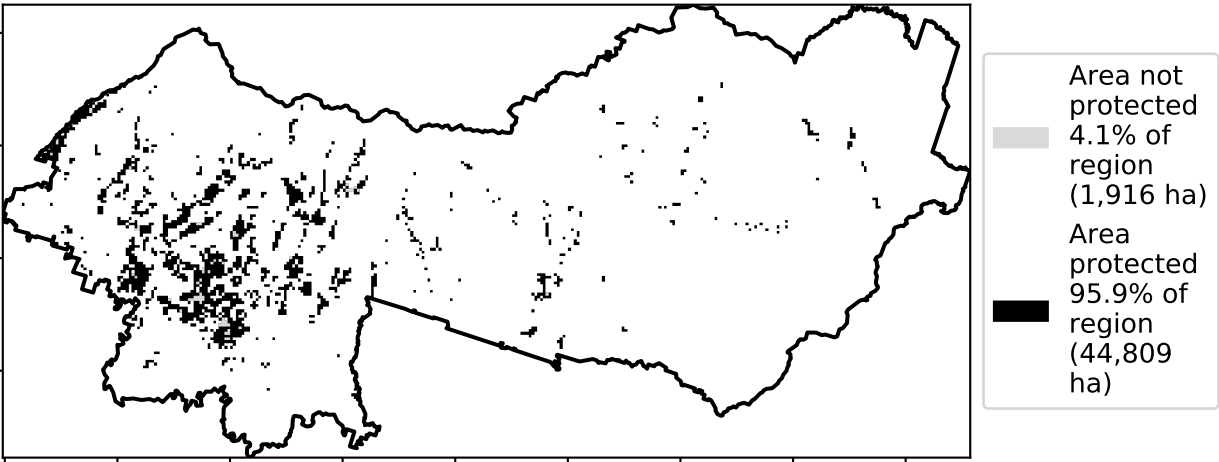 Area not
protected
4.1% of
region
(1,916 ha)
Area
protected
95.9% of
region
(44,809
ha)